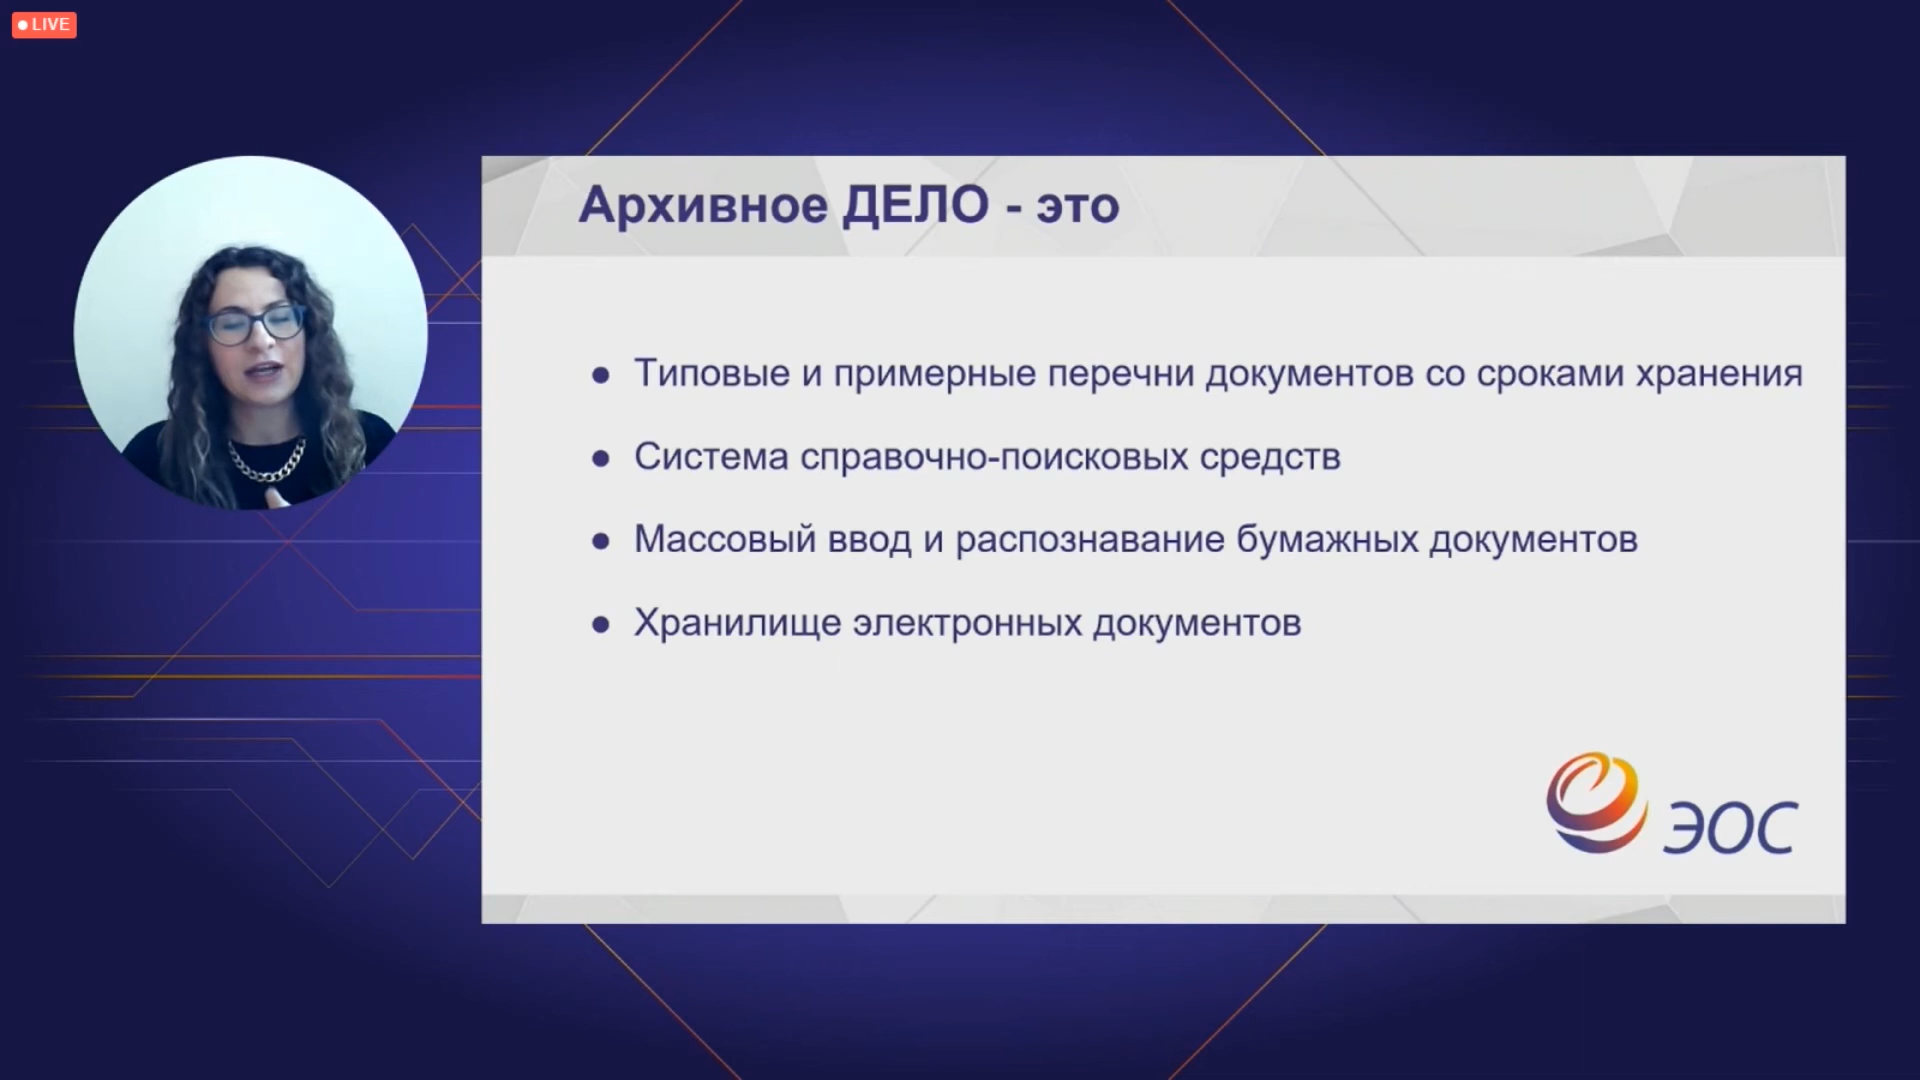 LIVE
Архивное ДЕЛО - это
● Типовые и примерные перечни документов со сроками хранения
● Система справочно-поисковых средств
● Массовый ввод и распознавание бумажных документов
● Хранилище электронных документов
ЭОС